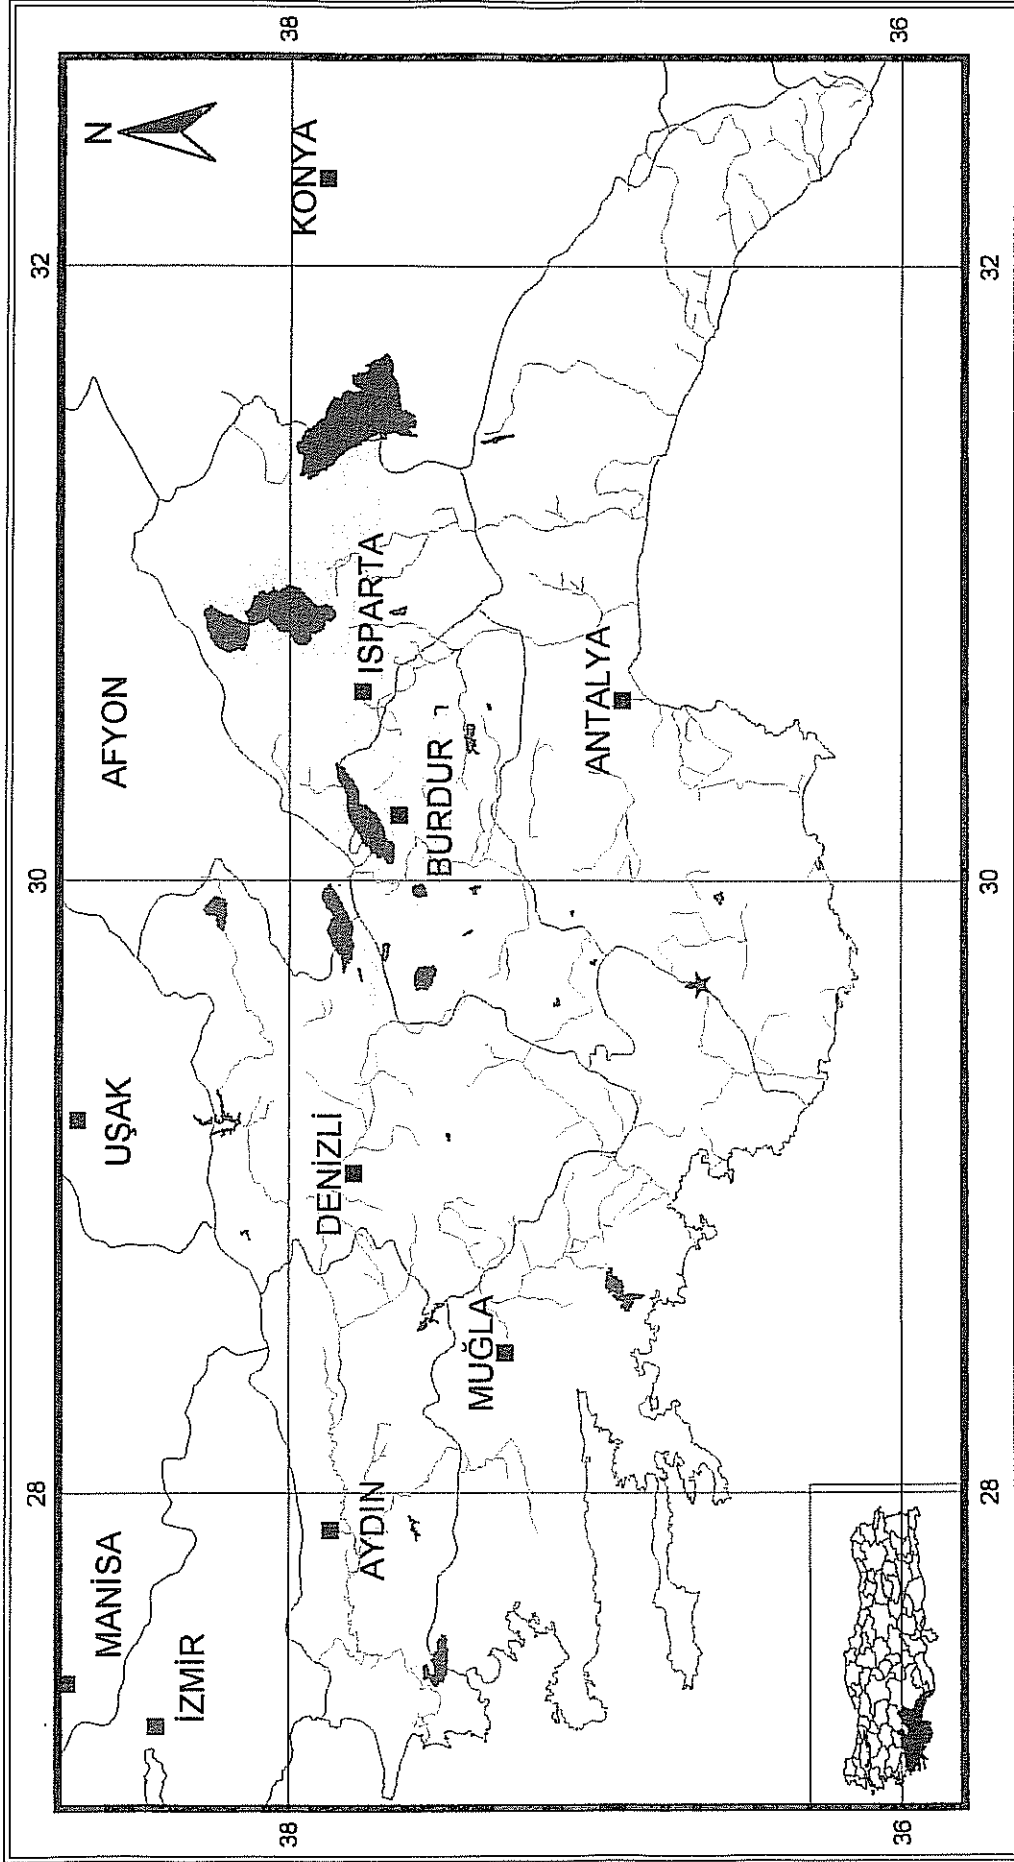 28
30
32
MANİSA
UŞAK
AFYON
N
İZMİR
38
38
KONYA
AYDIN
DENİZLİ
ISPARTA
BURDUR
MUĞLA
ANTALYA
36
36
28
30
32